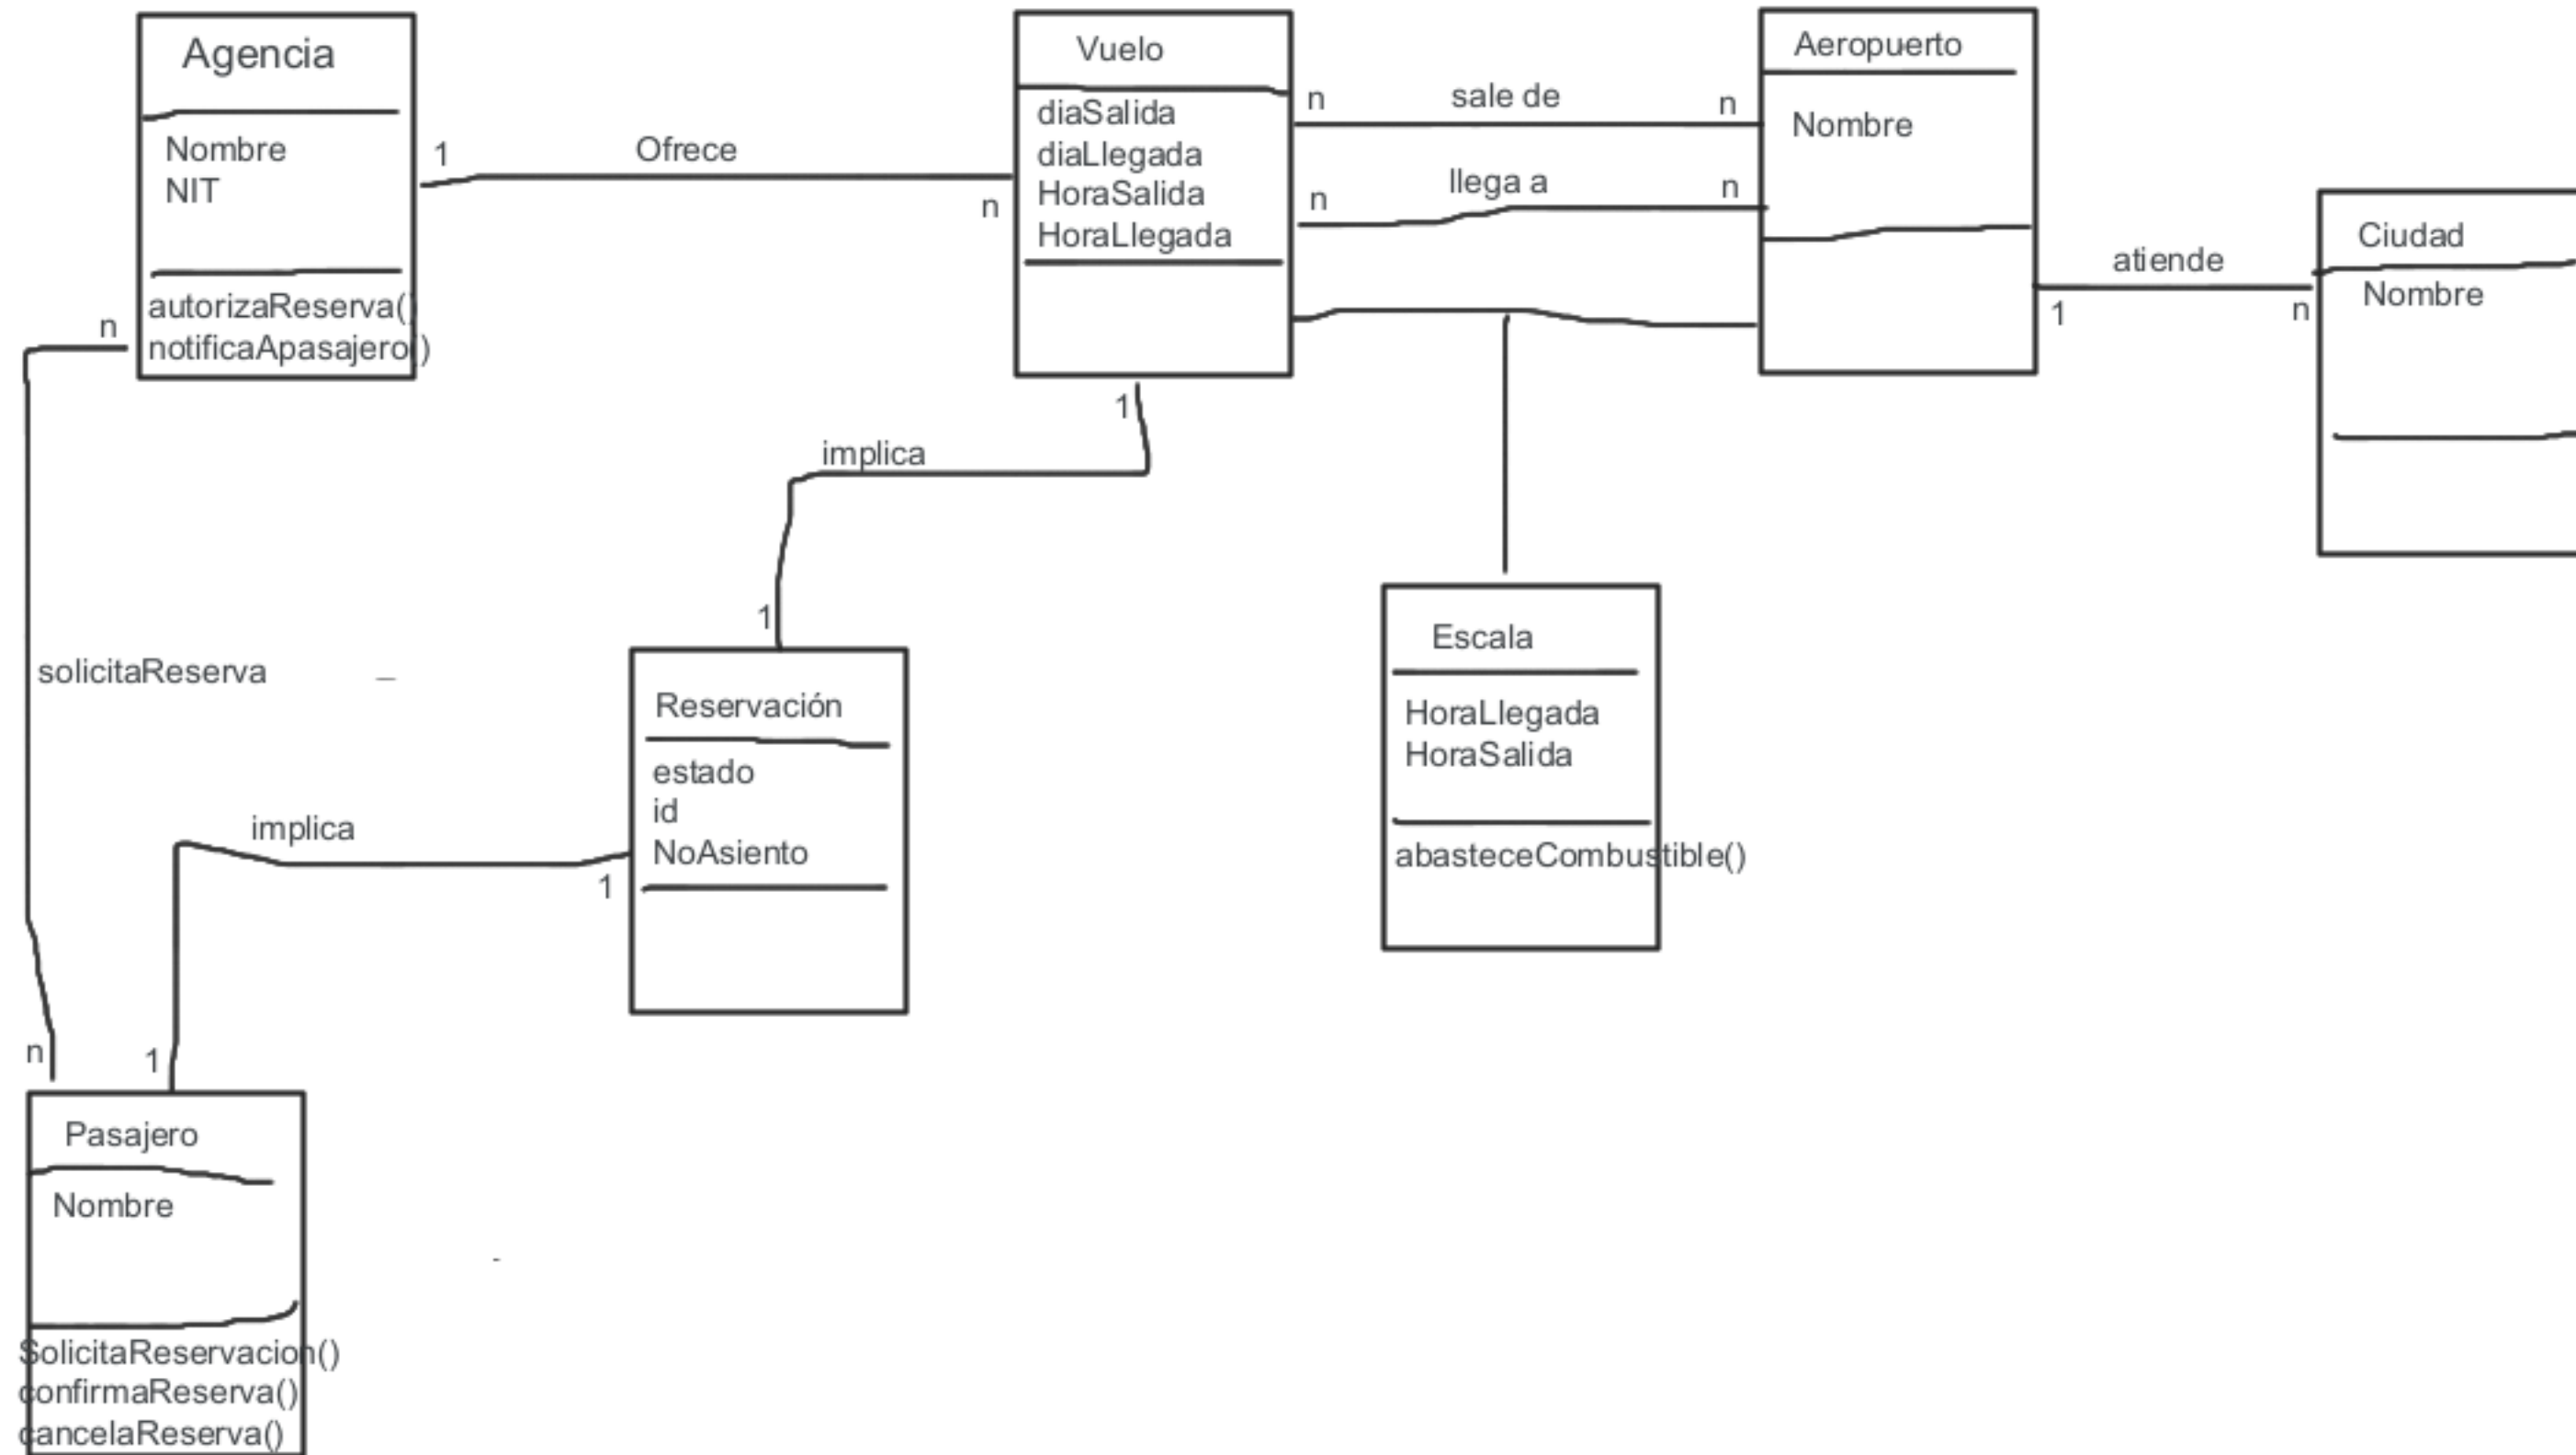 Agencia
Nombre
NIT
autorizaReserva()
notificaApasajero()
1
Ofrece
n
Vuelo
diaSalida
diaLlegada
HoraSalida
HoraLlegada
n
sale de
n
n
llega a
n
Aeropuerto
Nombre
1
atiende
n
Ciudad
Nombre
n
solicitaReserva
n
1
implica
1
Reservación
estado
id
NoAsiento
1
implica
1
Escala
HoraLlegada
HoraSalida
abasteceCombustible()
Pasajero
Nombre
SolicitaReservacion()
confirmaReserva()
cancelaReserva()